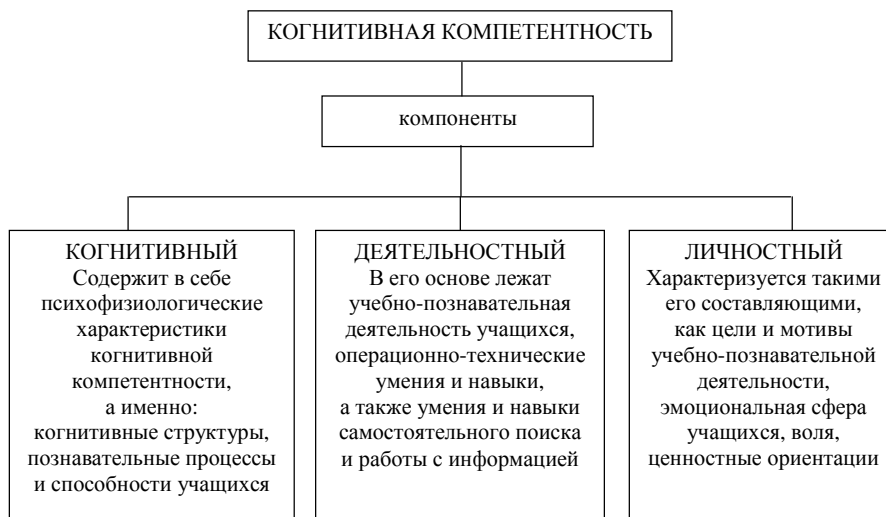 КОГНИТИВНАЯ КОМПЕТЕНТНОСТЬ
компоненты
КОГНИТИВНЫЙ
Содержит в себе
психофизиологические
характеристики
когнитивной
компетентности,
а именно:
когнитивные структуры,
познавательные процессы
и способности учащихся
ДЕЯТЕЛЬНОСТНЫЙ
В его основе лежат
учебно-познавательная
деятельность учащихся,
операционно-технические
умения и навыки,
а также умения и навыки
самостоятельного поиска
и работы с информацией
ЛИЧНОСТНЫЙ
Характеризуется такими
его составляющими,
как цели и мотивы
учебно-познавательной
деятельности,
эмоциональная сфера
учащихся, воля,
ценностные ориентации